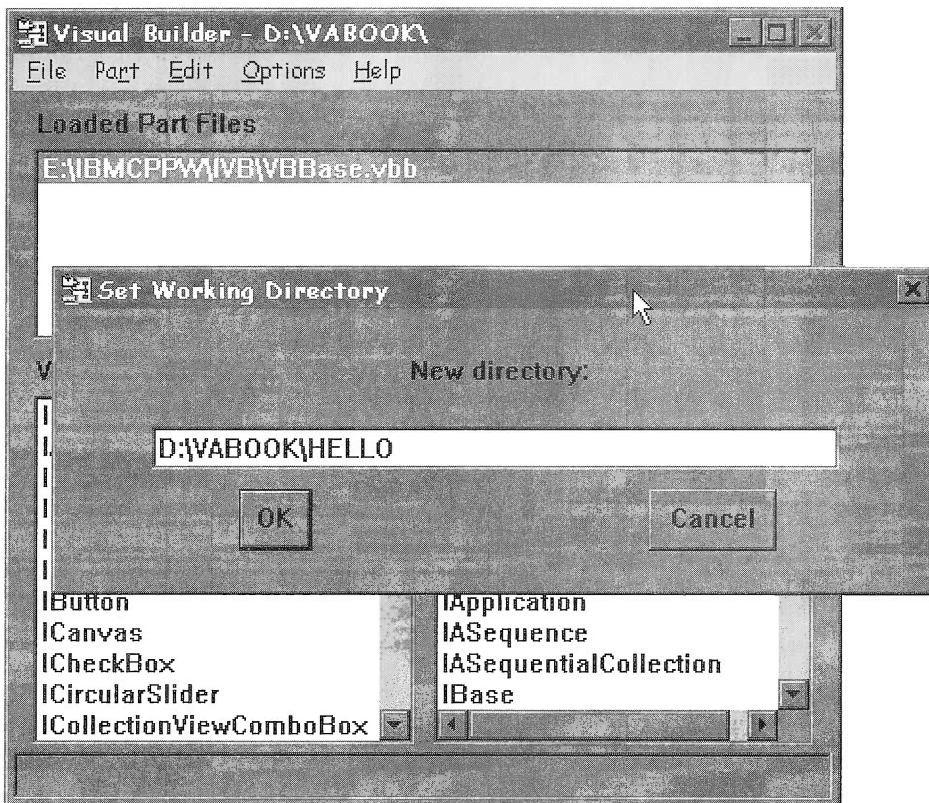 Visual Builder - D:\VABOOK\
File Part Edit Options Help
Loaded Part Files
E:\IBMCPPW\IVB\VBBase.vbb
Set Working Directory
New directory:
D:\VABOOK\HELLO
OK
Cancel
IButton
ICanvas
ICheckBox
ICircularSlider
ICollectionViewComboBox
IApplication
IASequence
IASequentialCollection
IBase